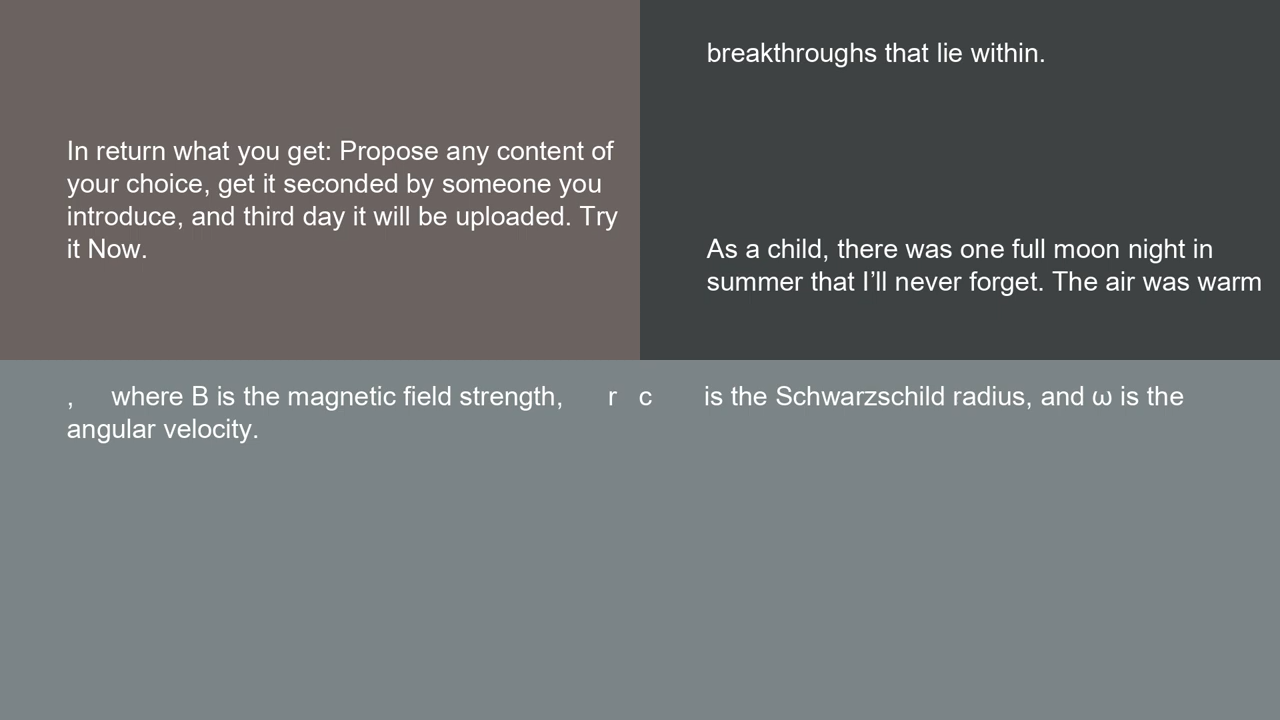 In return what you get: Propose any content of
your choice, get it seconded by someone you
introduce, and third day it will be uploaded. Try
it Now.
breakthroughs that lie within.
As a child, there was one full moon night in
summer that I’ll never forget. The air was warm
, where B is the magnetic field strength, r c is the Schwarzschild radius, and ω is the
angular velocity.